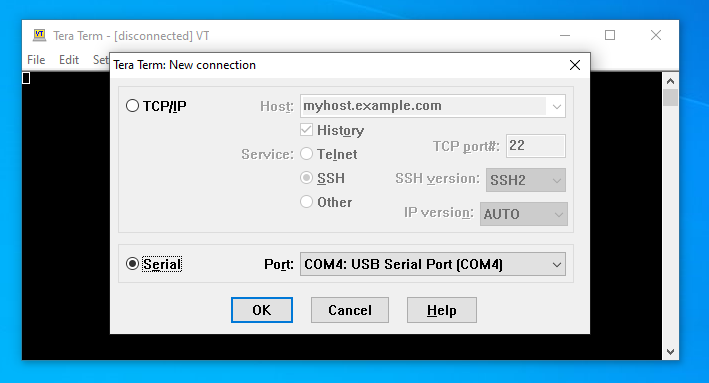 VT Tera Term - [disconnected] VT
File Edit
Tera Term: New connection
TCP/IP
Host: myhost.example.com
History
Service: Telnet
TCP port#: 22
SSH
SSH version: SSH2
Other
IP version: AUTO
Serial
Port: COM4: USB Serial Port (COM4)
OK Cancel Help